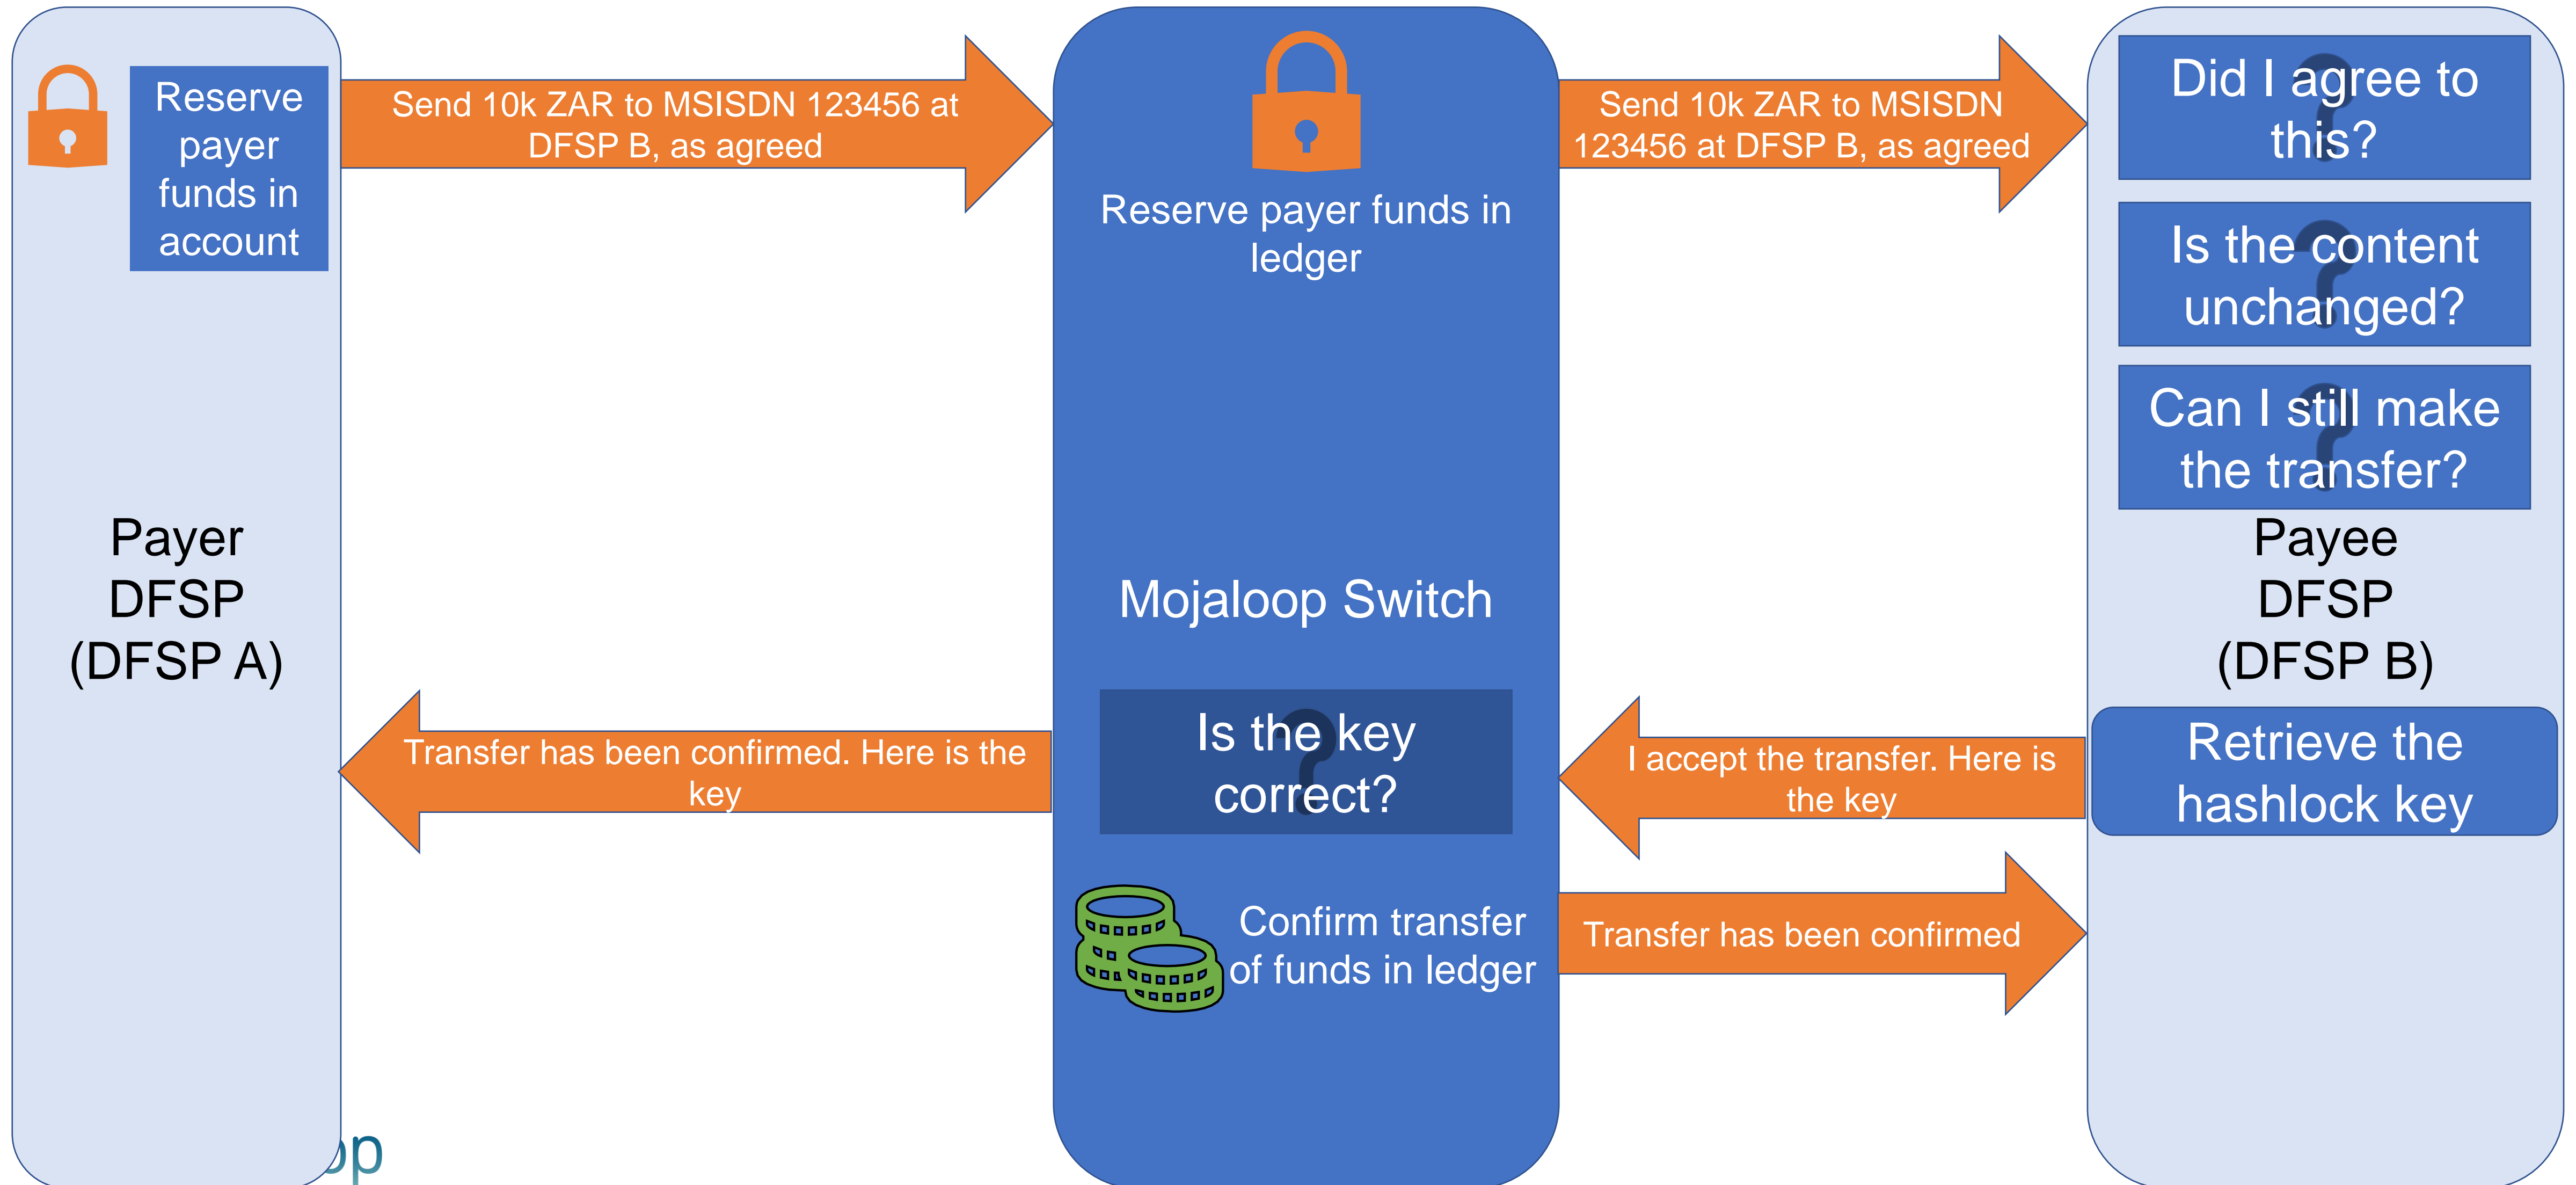 Reserve
payer
funds in
account
Send 10k ZAR to MSISDN 123456 at
DFSP B, as agreed
Reserve payer funds in
ledger
Send 10k ZAR to MSISDN
123456 at DFSP B, as agreed
Did I agree to
this?
Is the content
unchanged?
Can I still make
the transfer?
Payer
DFSP
(DFSP A)
Mojaloop Switch
Payee
DFSP
(DFSP B)
Retrieve the
hashlock key
I accept the transfer. Here is
the key
Is the key
correct?
Transfer has been confirmed. Here is the
key
Confirm transfer
of funds in ledger
Transfer has been confirmed